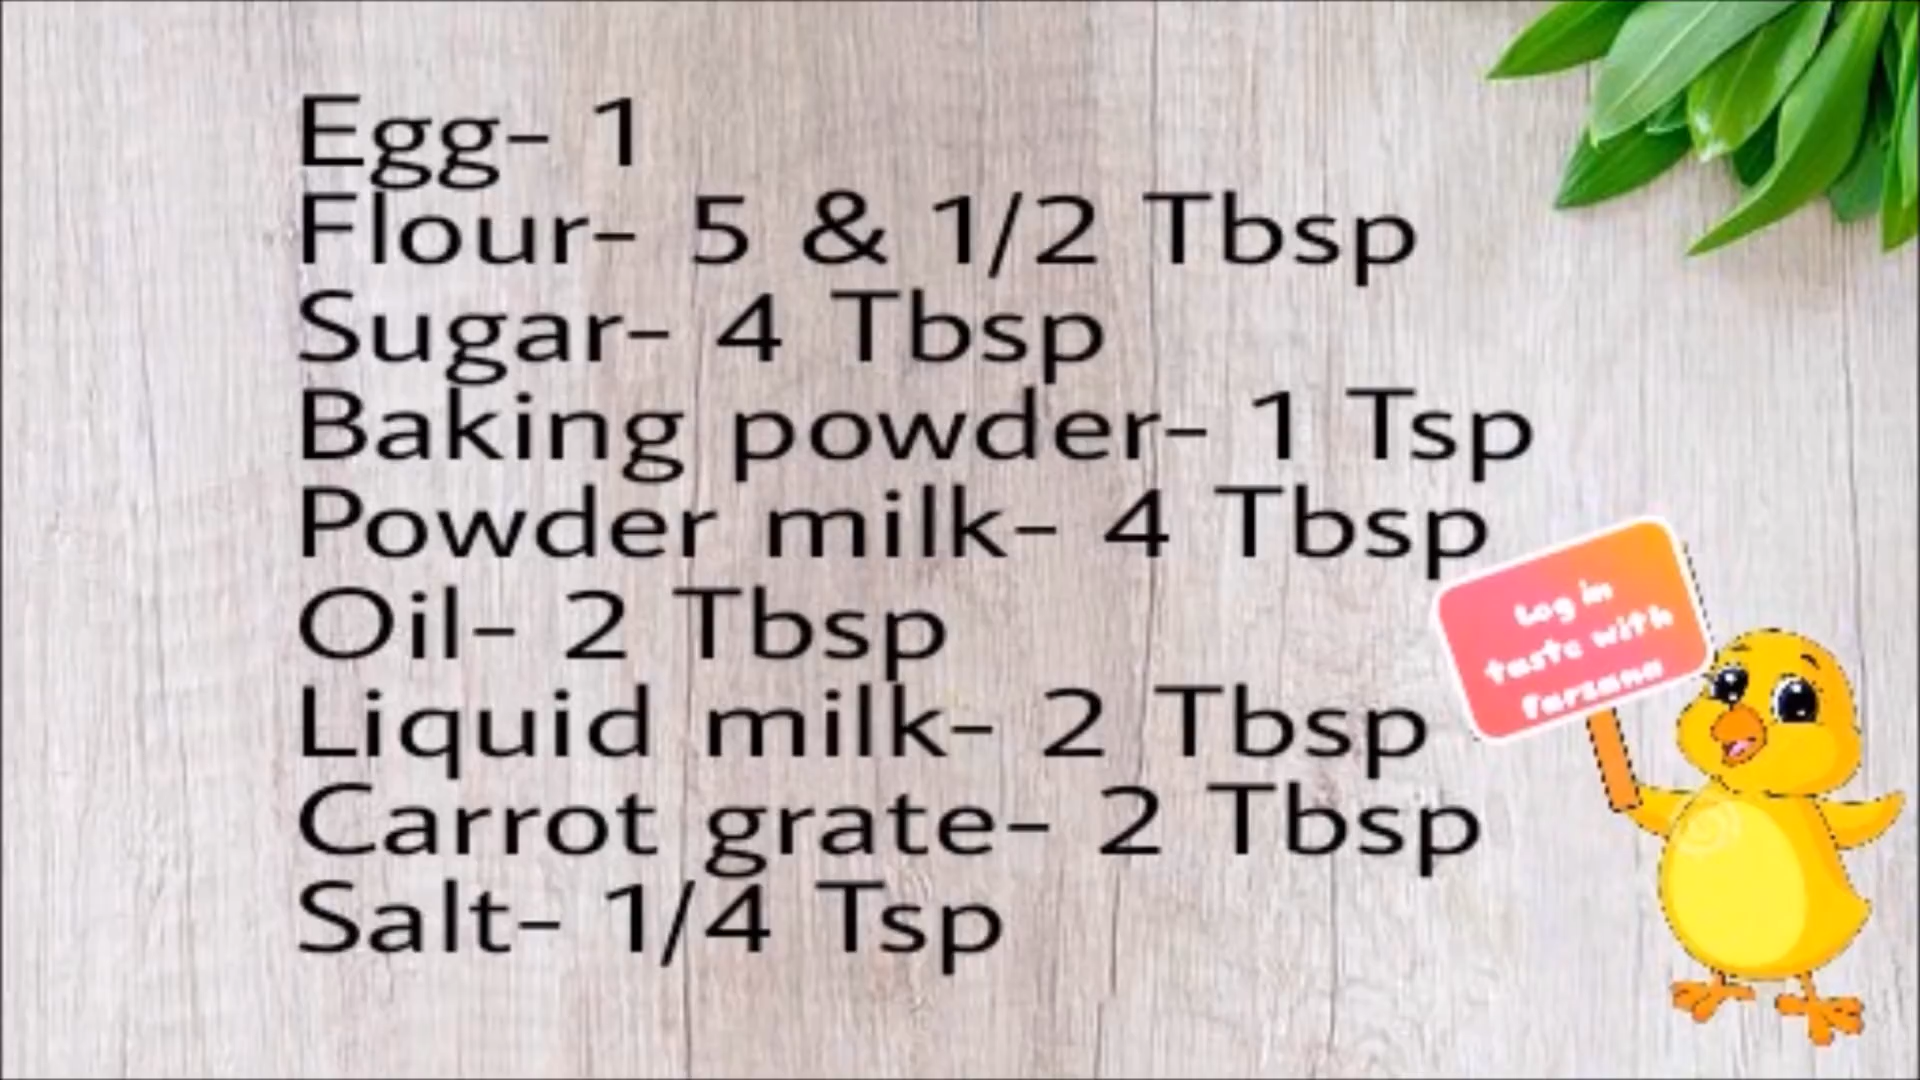 Egg- 1
Flour- 5 & 1/2 Tbsp
Sugar- 4 Tbsp
Baking powder- 1 Tsp
Powder milk- 4 Tbsp
Oil- 2 Tbsp
Liquid milk- 2 Tbsp
Carrot grate- 2 Tbsp
Salt- 1/4 Tsp
Log in
taste with
farzana